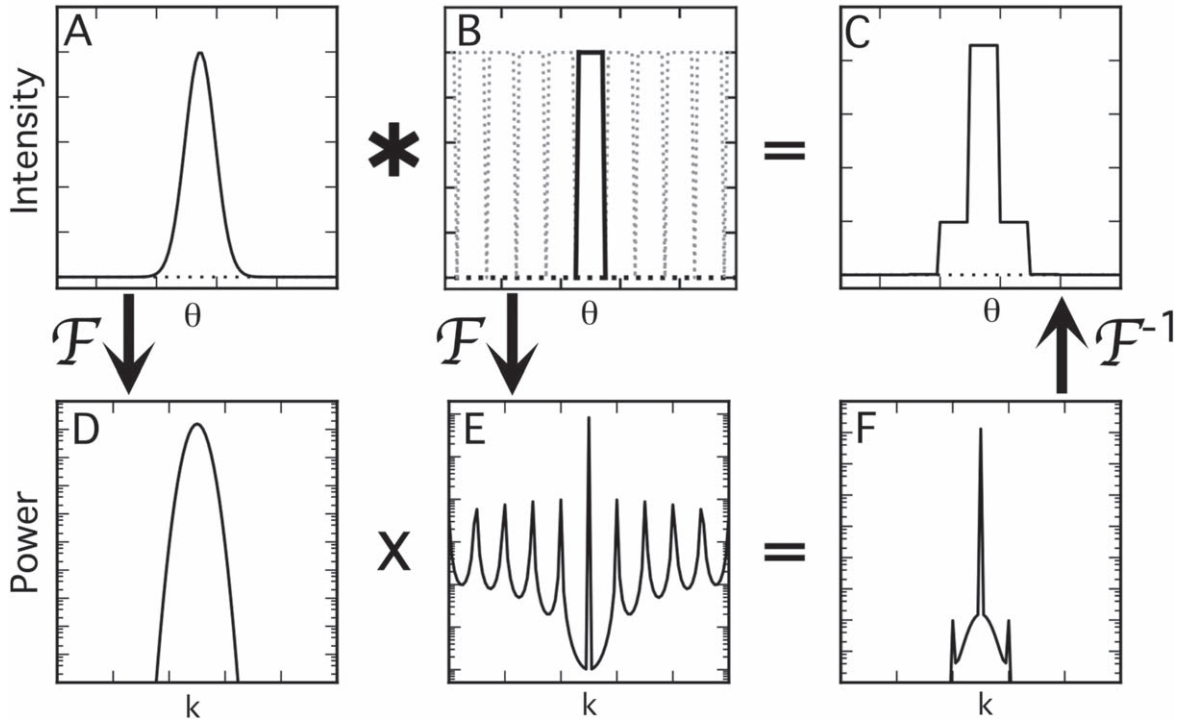 A
B
C
Intensity
*
=
θ
θ
θ
ℱ
ℱ
ℱ-1
D
E
F
Power
x
=
k
k
k